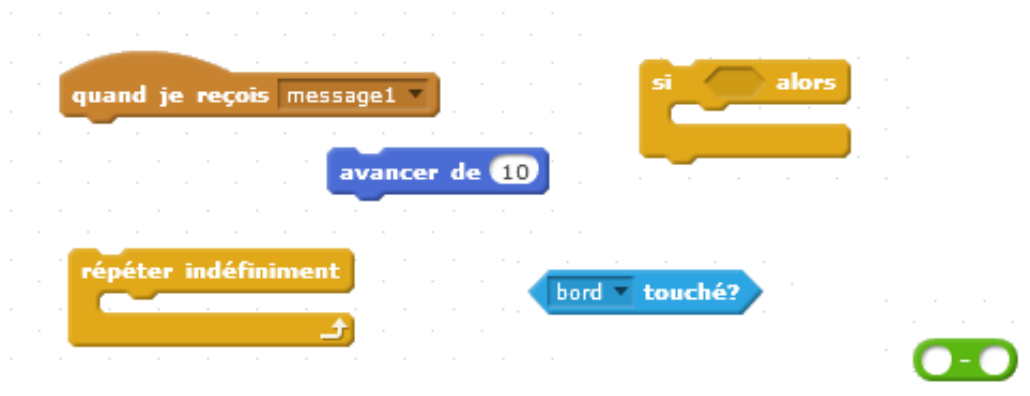 quand je reçois message1
si alors
avancer de 10
répéter indéfiniment
bord touché?
-